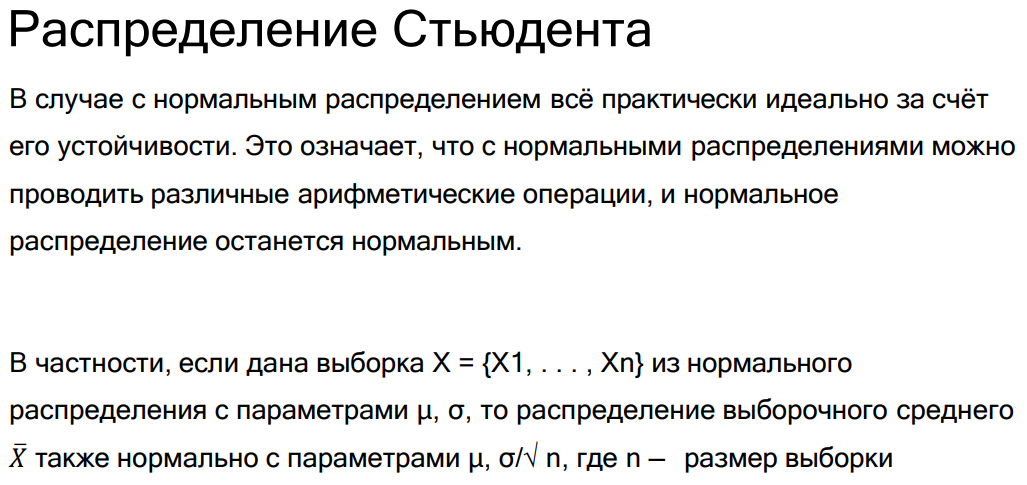 Распределение Стьюдента
В случае с нормальным распределением всё практически идеально за счёт
его устойчивости. Это означает, что с нормальными распределениями можно
проводить различные арифметические операции, и нормальное
распределение останется нормальным.
В частности, если дана выборка X = {X1, . . . , Xn} из нормального
распределения с параметрами μ, σ, то распределение выборочного среднего
X̄ также нормально с параметрами μ, σ/√ n, где n – размер выборки